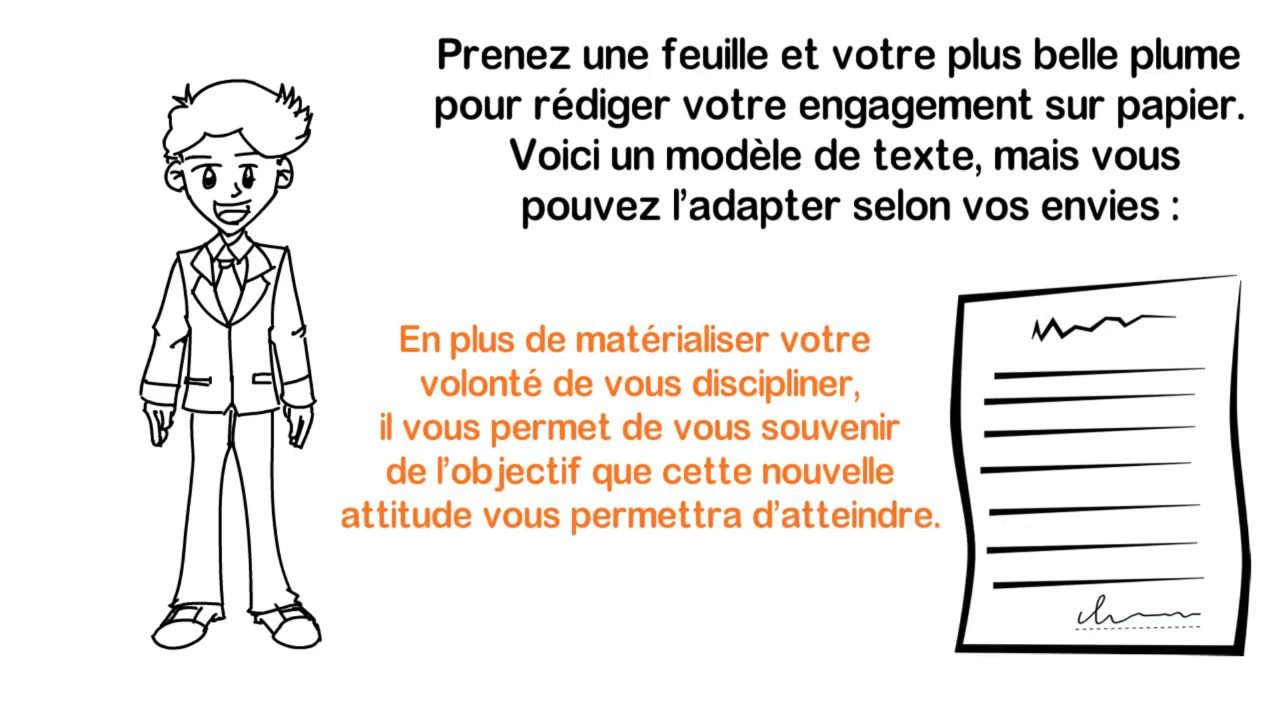 Prenez une feuille et votre plus belle plume
pour rédiger votre engagement sur papier.
Voici un modèle de texte, mais vous
pouvez l’adapter selon vos envies :
En plus de matérialiser votre
volonté de vous discipliner,
il vous permet de vous souvenir
de l’objectif que cette nouvelle
attitude vous permettra d’atteindre.